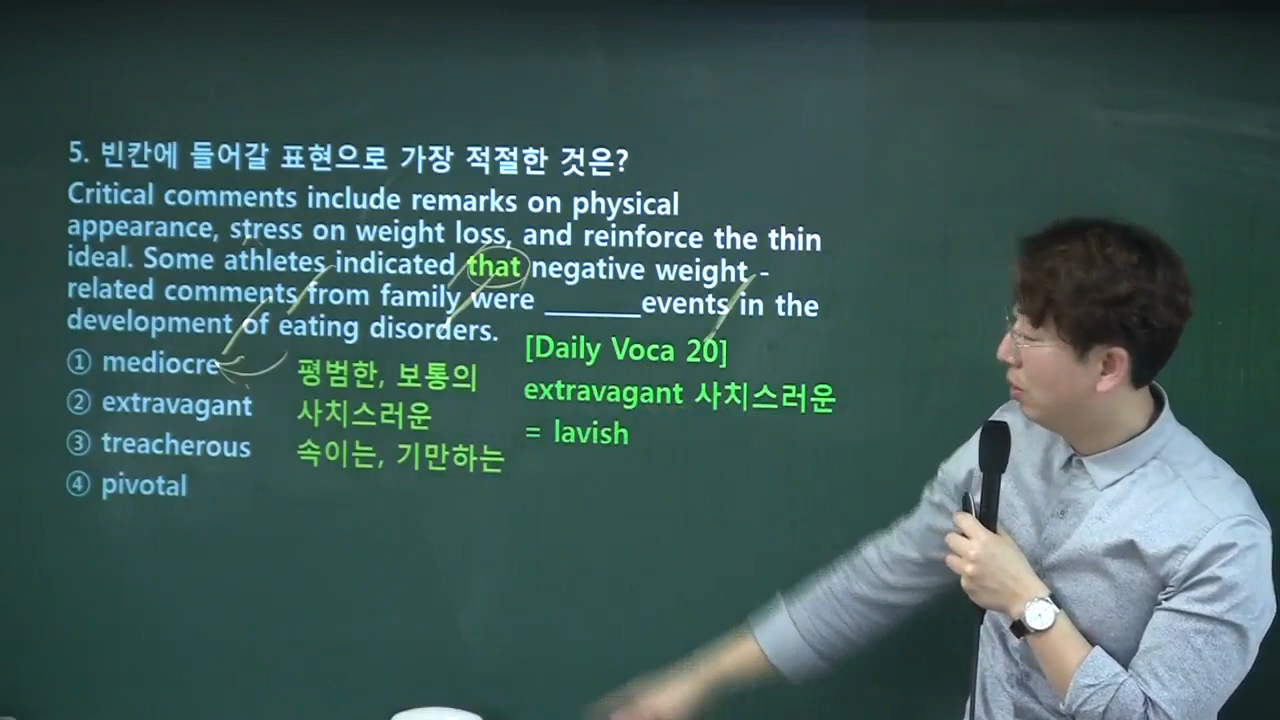 5. 빈칸에 들어갈 표현으로 가장 적절한 것은?
Critical comments include remarks on physical
appearance, stress on weight loss, and reinforce the thin
ideal. Some athletes indicated that negative weight -
related comments from family were _______events in the
development of eating disorders.
① mediocre 평범한, 보통의
② extravagant 사치스러운
③ treacherous 속이는, 기만하는
④ pivotal
[Daily Voca 20]
extravagant 사치스러운
= lavish